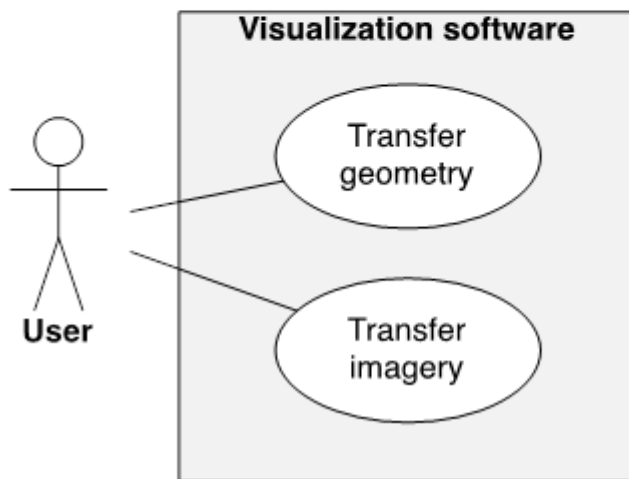 Visualization software
Transfer
geometry
User
Transfer
imagery